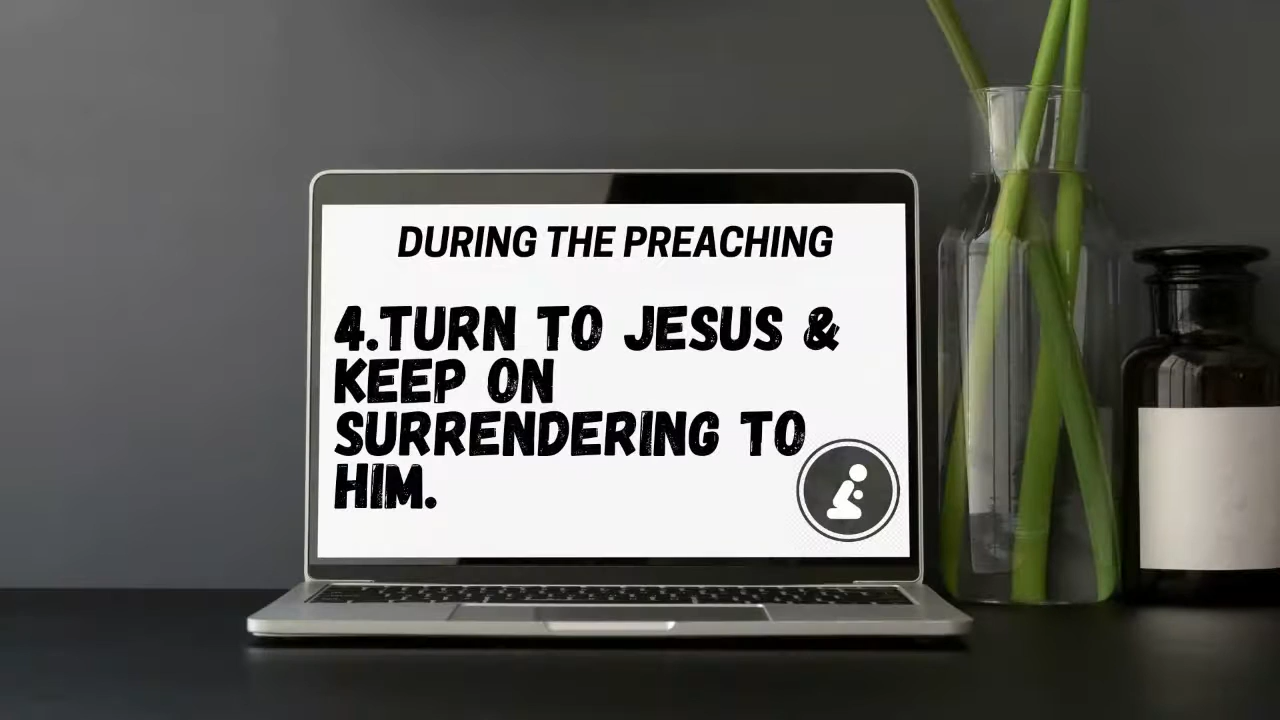 DURING THE PREACHING
4.TURN TO JESUS &
KEEP ON
SURRENDERING TO
HIM.